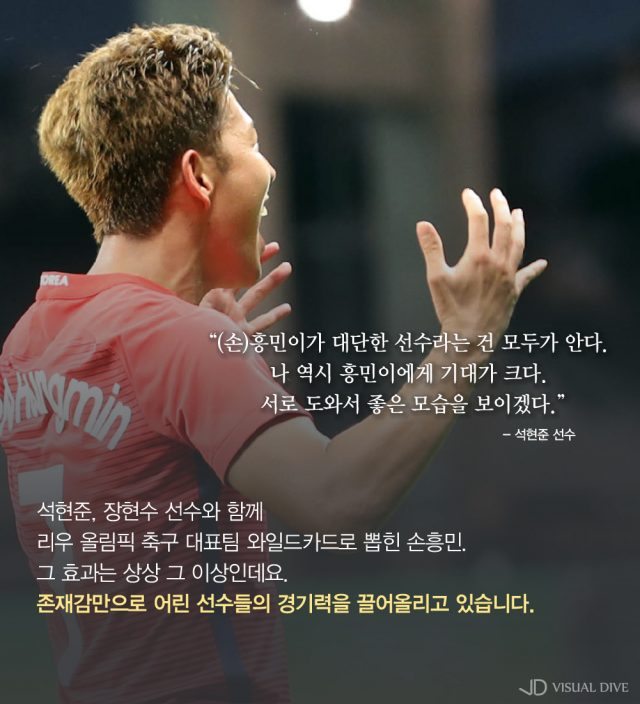 KOREA
Hungmin
7
“(손)흥민이가 대단한 선수라는 건 모두가 안다.
나 역시 흥민이에게 기대가 크다.
서로 도와서 좋은 모습을 보이겠다.”
– 석현준 선수
석현준, 장현수 선수와 함께
리우 올림픽 축구 대표팀 와일드카드로 뽑힌 손흥민.
그 효과는 상상 그 이상인데요.
존재감만으로 어린 선수들의 경기력을 끌어올리고 있습니다.
JD VISUAL DIVE